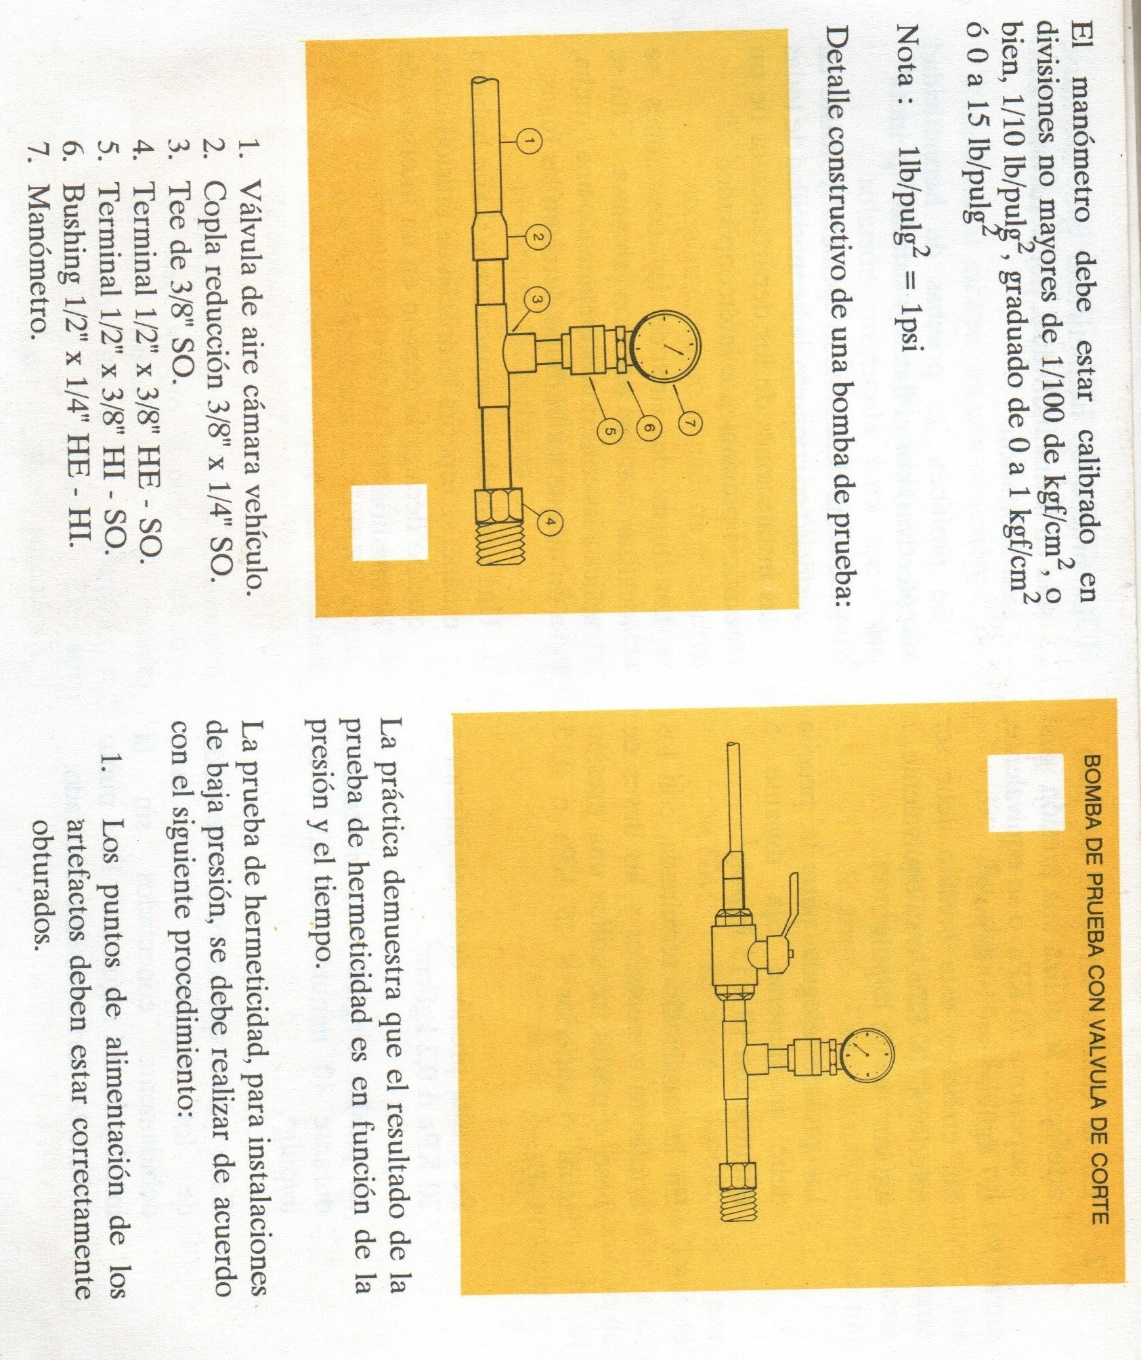 El manómetro debe estar calibrado en
divisiones no mayores de 1/100 de kgf/cm², o
bien, 1/10 lb/pulg², graduado de 0 a 1 kgf/cm²
ó 0 a 15 lb/pulg².
Nota : 1lb/pulg² = 1psi
Detalle constructivo de una bomba de prueba:
1
2
3
4
5
6
7
1. Válvula de aire cámara vehículo.
2. Copla reducción 3/8" x 1/4" SO.
3. Tee de 3/8" SO.
4. Terminal 1/2" x 3/8" HE - SO.
5. Terminal 1/2" x 3/8" HI - SO.
6. Bushing 1/2" x 1/4" HE - HI.
7. Manómetro.
BOMBA DE PRUEBA CON VALVULA DE CORTE
La práctica demuestra que el resultado de la
prueba de hermeticidad es en función de la
presión y el tiempo.
La prueba de hermeticidad, para instalaciones
de baja presión, se debe realizar de acuerdo
con el siguiente procedimiento:
1. Los puntos de alimentación de los
artefactos deben estar correctamente
obturados.